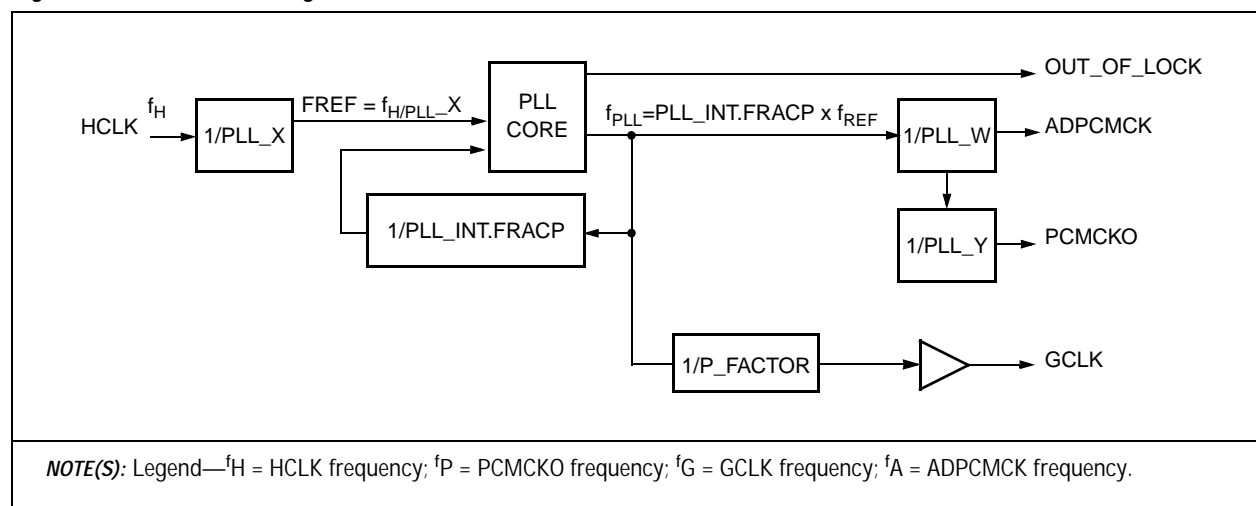 OUT_OF_LOCK
fH
FREF = fH/PLL_X
PLL
CORE
fPLL=PLL_INT.FRACP x fREF
HCLK
1/PLL_X
1/PLL_W
ADPCMCK
1/PLL_INT.FRACP
1/PLL_Y
PCMCKO
1/P_FACTOR
GCLK
NOTE(S): Legend—fH = HCLK frequency; fP = PCMCKO frequency; fG = GCLK frequency; fA = ADPCMCK frequency.